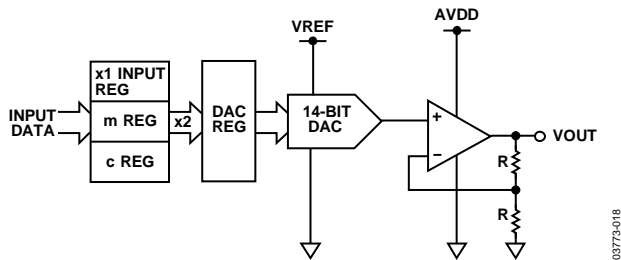 VREF
AVDD
x1 INPUT
REG
INPUT
DATA
m REG
x2
c REG
DAC
REG
14-BIT
DAC
+
−
VOUT
R
R
03773-018